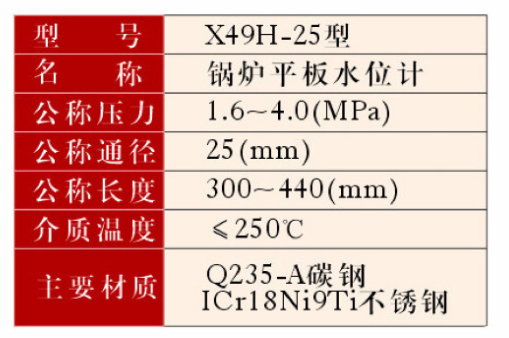 型 号 X49H-25型
名 称 锅炉平板水位计
公称压力 1.6~4.0(MPa)
公称通径 25(mm)
公称长度 300~440(mm)
介质温度 ≤250℃
主要材质 Q235-A碳钢
ICr18Ni9Ti不锈钢